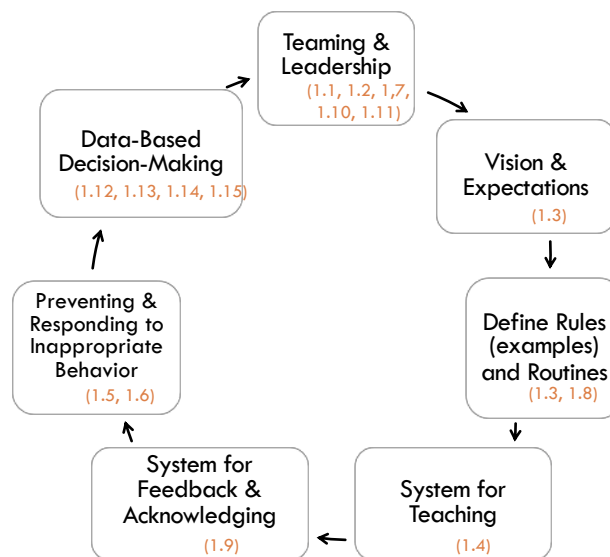 Teaming &
Leadership
(1.1, 1.2, 1,7,
1.10, 1.11)
Vision &
Expectations
(1.3)
Define Rules
(examples)
and Routines
(1.3, 1.8)
System for
Teaching
(1.4)
System for
Feedback &
Acknowledging
(1.9)
Preventing &
Responding to
Inappropriate
Behavior
(1.5, 1.6)
Data-Based
Decision-Making
(1.12, 1.13, 1.14, 1.15)